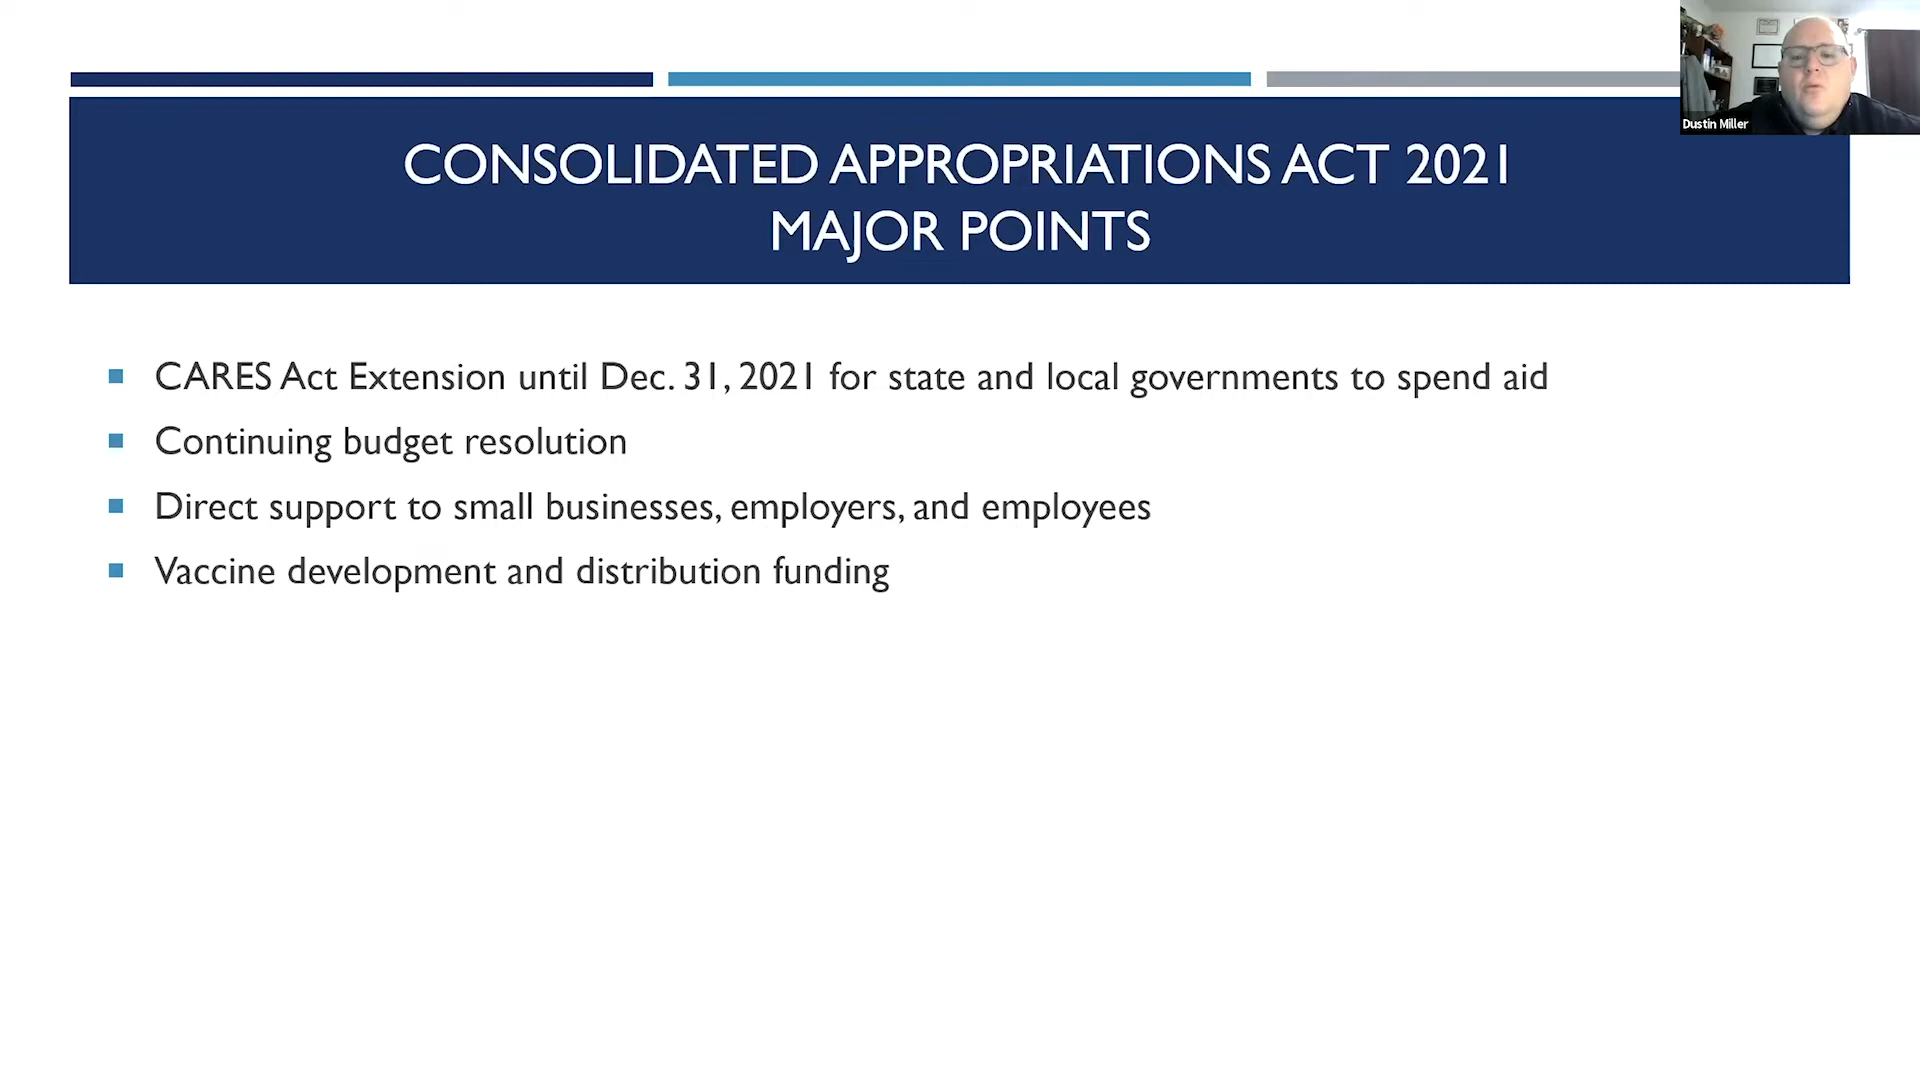 CONSOLIDATED APPROPRIATIONS ACT 2021
MAJOR POINTS
Dustin Miller
CARES Act Extension until Dec. 31, 2021 for state and local governments to spend aid
Continuing budget resolution
Direct support to small businesses, employers, and employees
Vaccine development and distribution funding